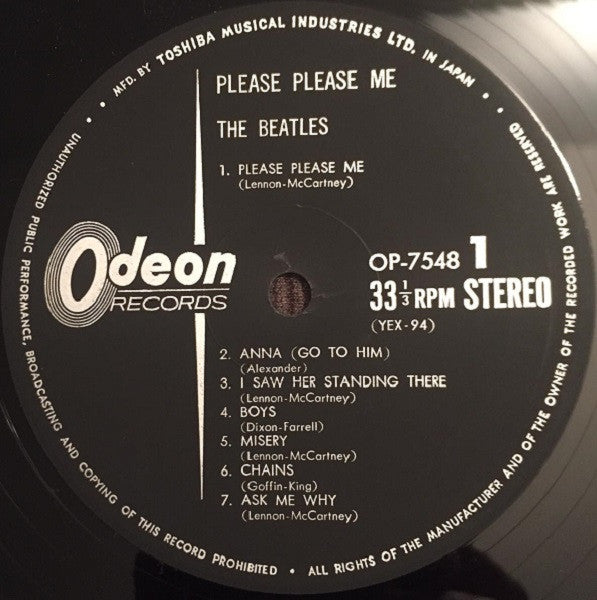 MFD. BY TOSHIBA MUSICAL INDUSTRIES LTD. IN JAPAN •
PLEASE PLEASE ME
THE BEATLES
1. PLEASE PLEASE ME
(Lennon-McCartney)
Odeon
RECORDS
OP-7548 1
33 1/3 RPM STEREO
(YEX-94)
2. ANNA (GO TO HIM)
(Alexander)
3. I SAW HER STANDING THERE
(Lennon-McCartney)
4. BOYS
(Dixon-Farrell)
5. MISERY
(Lennon-McCartney)
6. CHAINS
(Goffin-King)
7. ASK ME WHY
(Lennon-McCartney)
• ALL RIGHTS OF THE MANUFACTURER AND OF THE OWNER OF THE RECORDED WORK ARE RESERVED
UNAUTHORIZED PUBLIC PERFORMANCE, BROADCASTING AND COPYING OF THIS RECORD PROHIBITED